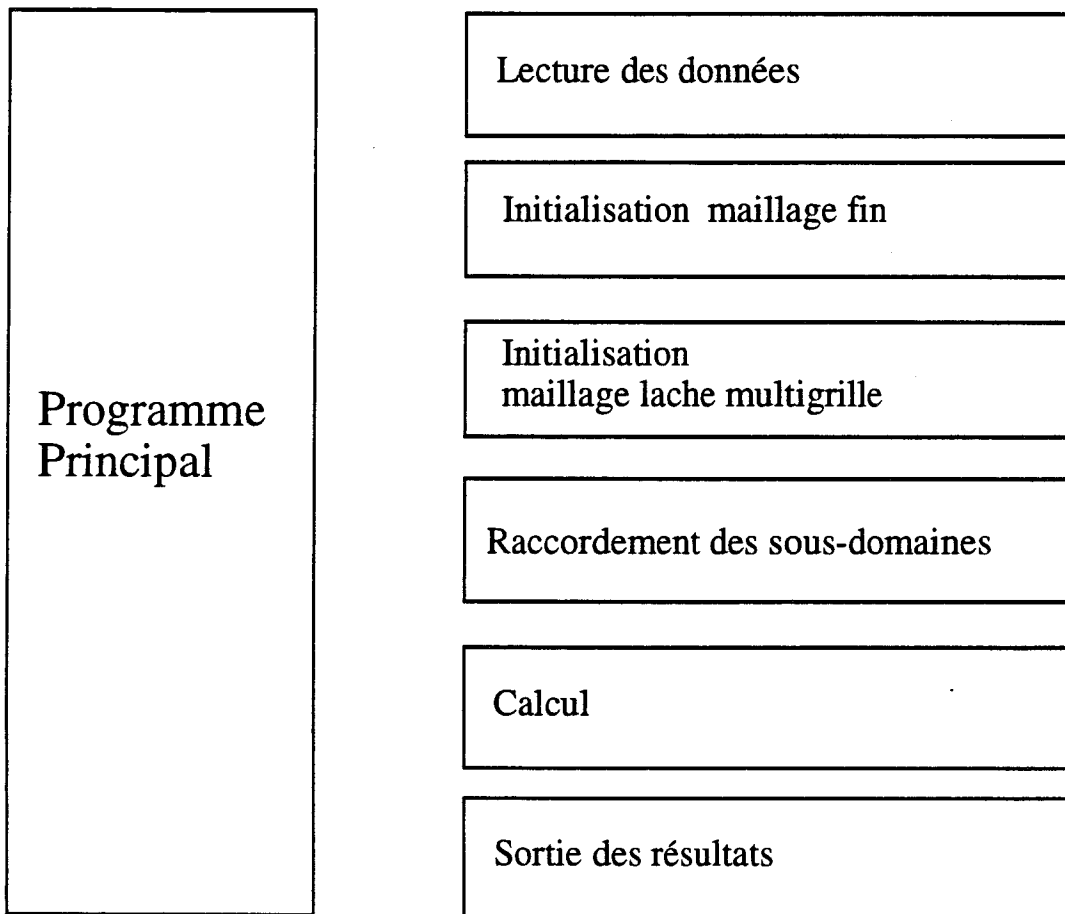 Programme
Principal
Lecture des données
Initialisation maillage fin
Initialisation
maillage lache multigrille
Raccordement des sous-domaines
Calcul
Sortie des résultats